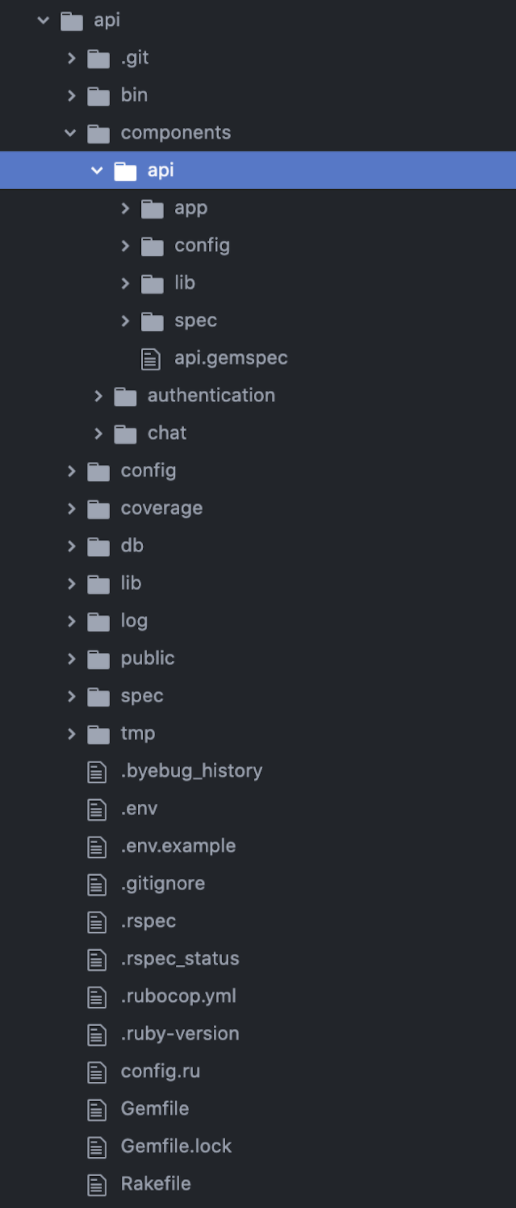 api
.git
bin
components
api
app
config
lib
spec
api.gemspec
authentication
chat
config
coverage
db
lib
log
public
spec
tmp
.byebug_history
.env
.env.example
.gitignore
.rspec
.rspec_status
.rubocop.yml
.ruby-version
config.ru
Gemfile
Gemfile.lock
Rakefile